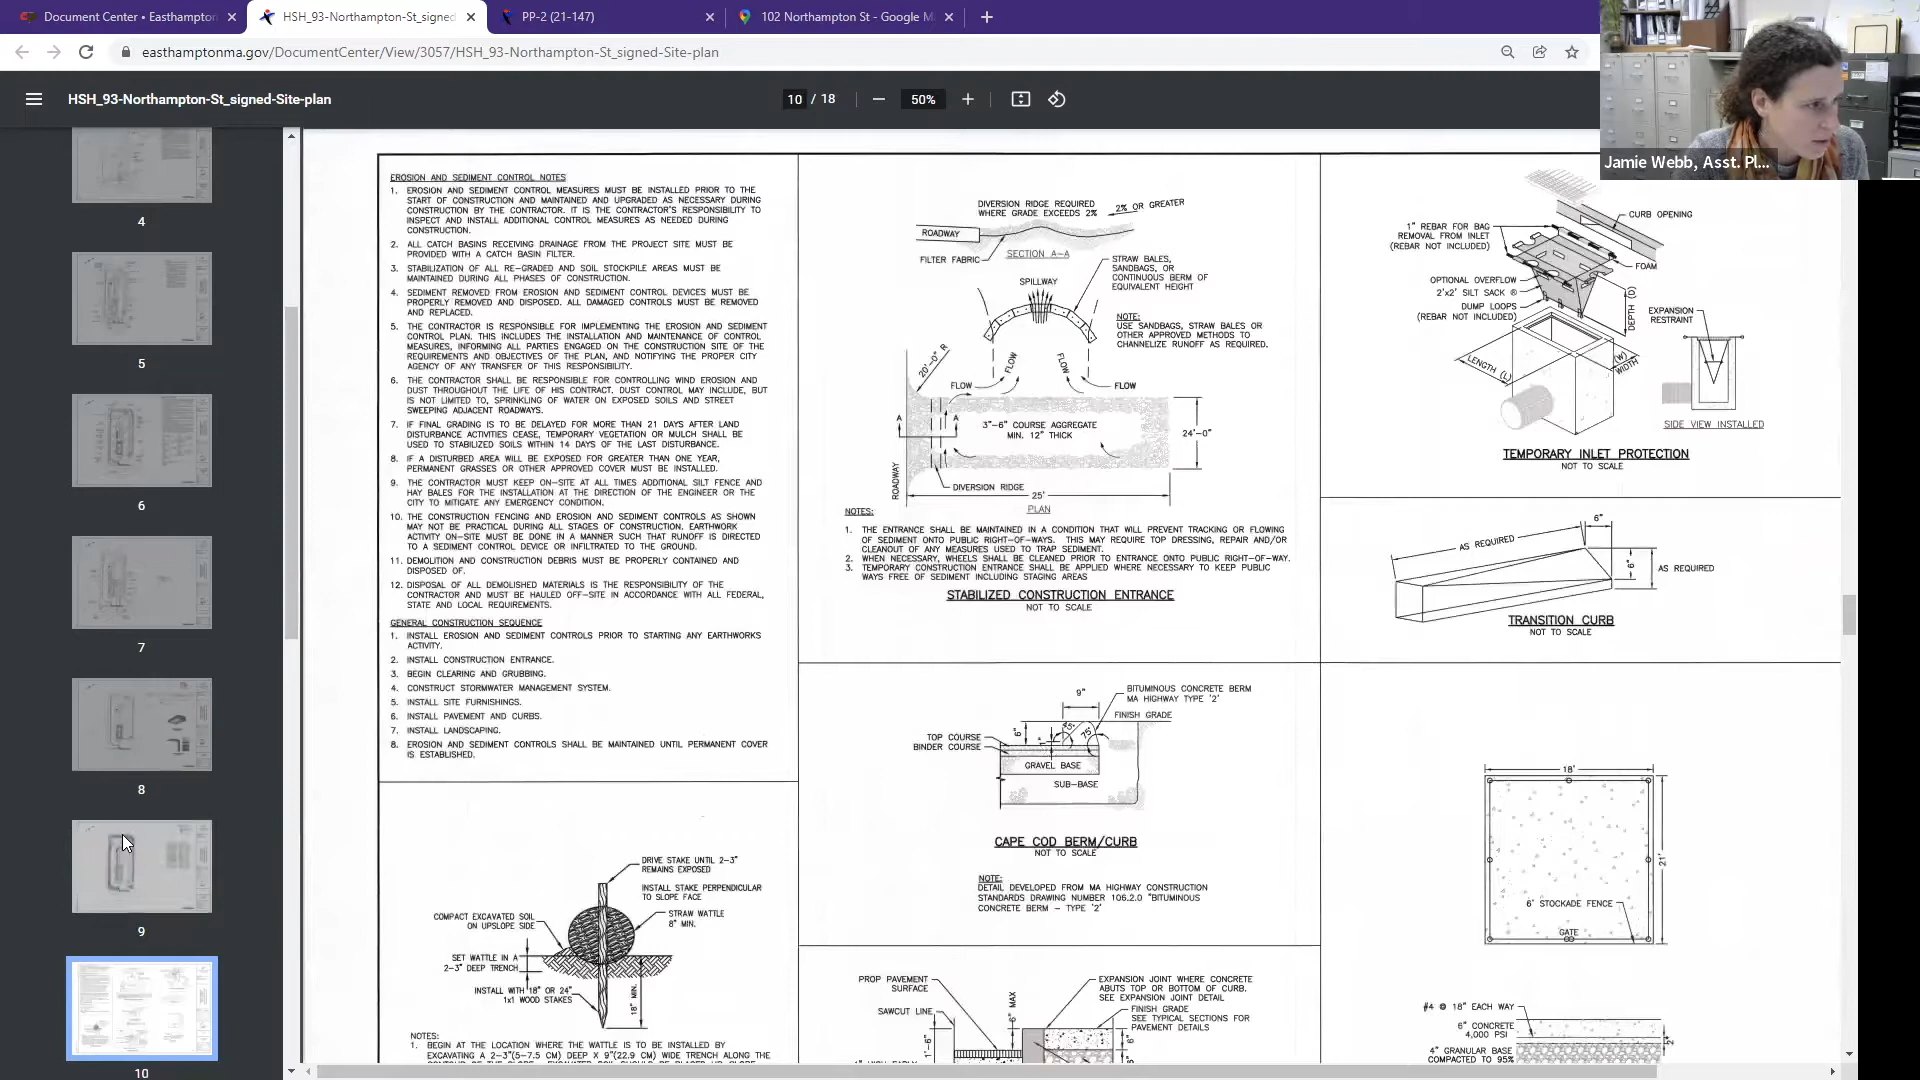 Document Center • Easthampton
HSH_93-Northampton-St_signed
PP-2 (21-147)
102 Northampton St - Google M
easthamptonma.gov/DocumentCenter/View/3057/HSH_93-Northampton-St_signed-Site-plan
HSH_93-Northampton-St_signed-Site-plan
10 / 18
50%
Jamie Webb, Asst. Pl...
4
5
6
7
8
9
10
EROSION AND SEDIMENT CONTROL NOTES
1. EROSION AND SEDIMENT CONTROL MEASURES MUST BE INSTALLED PRIOR TO THE
START OF CONSTRUCTION AND MAINTAINED AND UPGRADED AS NECESSARY DURING
CONSTRUCTION BY THE CONTRACTOR. IT IS THE CONTRACTOR'S RESPONSIBILITY TO
INSPECT AND INSTALL ADDITIONAL CONTROL MEASURES AS NEEDED DURING
CONSTRUCTION.
2. ALL CATCH BASINS RECEIVING DRAINAGE FROM THE PROJECT SITE MUST BE
PROVIDED WITH A CATCH BASIN FILTER.
3. STABILIZATION OF ALL RE-GRADED AND SOIL STOCKPILE AREAS MUST BE
MAINTAINED DURING ALL PHASES OF CONSTRUCTION.
4. SEDIMENT REMOVED FROM EROSION AND SEDIMENT CONTROL DEVICES MUST BE
PROPERLY REMOVED AND DISPOSED. ALL DAMAGED CONTROLS MUST BE REMOVED
AND REPLACED.
5. THE CONTRACTOR IS RESPONSIBLE FOR IMPLEMENTING THE EROSION AND SEDIMENT
CONTROL PLAN. THIS INCLUDES THE INSTALLATION AND MAINTENANCE OF CONTROL
MEASURES, INFORMING ALL PARTIES ENGAGED ON THE CONSTRUCTION SITE OF THE
REQUIREMENTS AND OBJECTIVES OF THE PLAN, AND NOTIFYING THE PROPER CITY
AGENCY OF ANY TRANSFER OF THIS RESPONSIBILITY.
6. THE CONTRACTOR SHALL BE RESPONSIBLE FOR CONTROLLING WIND EROSION AND
DUST THROUGHOUT THE LIFE OF HIS CONTRACT. DUST CONTROL MAY INCLUDE, BUT
IS NOT LIMITED TO, SPRINKLING OF WATER ON EXPOSED SOILS AND STREET
SWEEPING ADJACENT ROADWAYS.
7. IF FINAL GRADING IS TO BE DELAYED FOR MORE THAN 21 DAYS AFTER LAND
DISTURBANCE ACTIVITIES CEASE, TEMPORARY VEGETATION OR MULCH SHALL BE
USED TO STABILIZED SOILS WITHIN 14 DAYS OF THE LAST DISTURBANCE.
8. IF A DISTURBED AREA WILL BE EXPOSED FOR GREATER THAN ONE YEAR,
PERMANENT GRASSES OR OTHER APPROVED COVER MUST BE INSTALLED.
9. THE CONTRACTOR MUST KEEP ON-SITE AT ALL TIMES ADDITIONAL SILT FENCE AND
HAY BALES FOR THE INSTALLATION AT THE DIRECTION OF THE ENGINEER OR THE
CITY TO MITIGATE ANY EMERGENCY CONDITION.
10. THE CONSTRUCTION FENCING AND EROSION AND SEDIMENT CONTROLS AS SHOWN
MAY NOT BE PRACTICAL DURING ALL STAGES OF CONSTRUCTION. EARTHWORK
ACTIVITY ON-SITE MUST BE DONE IN A MANNER SUCH THAT RUNOFF IS DIRECTED
TO A SEDIMENT CONTROL DEVICE OR INFILTRATED TO THE GROUND.
11. DEMOLITION AND CONSTRUCTION DEBRIS MUST BE PROPERLY CONTAINED AND
DISPOSED OF.
12. DISPOSAL OF ALL DEMOLISHED MATERIALS IS THE RESPONSIBILITY OF THE
CONTRACTOR AND MUST BE HAULED OFF-SITE IN ACCORDANCE WITH ALL FEDERAL,
STATE AND LOCAL REQUIREMENTS.
GENERAL CONSTRUCTION SEQUENCE
1. INSTALL EROSION AND SEDIMENT CONTROLS PRIOR TO STARTING ANY EARTHWORKS
ACTIVITY.
2. INSTALL CONSTRUCTION ENTRANCE.
3. BEGIN CLEARING AND GRUBBING.
4. CONSTRUCT STORMWATER MANAGEMENT SYSTEM.
5. INSTALL SITE FURNISHINGS.
6. INSTALL PAVEMENT AND CURBS.
7. INSTALL LANDSCAPING.
8. EROSION AND SEDIMENT CONTROLS SHALL BE MAINTAINED UNTIL PERMANENT COVER
IS ESTABLISHED.
DRIVE STAKE UNTIL 2-3"
REMAINS EXPOSED
INSTALL STAKE PERPENDICULAR
TO SLOPE FACE
COMPACT EXCAVATED SOIL
ON UPSLOPE SIDE
STRAW WATTLE
8" MIN.
SET WATTLE IN A
2-3" DEEP TRENCH
INSTALL WITH 18" OR 24"
1x1 WOOD STAKES
18" MIN.
NOTES:
1. BEGIN AT THE LOCATION WHERE THE WATTLE IS TO BE INSTALLED BY
EXCAVATING A 2-3"(5-7.5 CM) DEEP X 9"(22.9 CM) WIDE TRENCH ALONG THE
DIVERSION RIDGE REQUIRED
WHERE GRADE EXCEEDS 2%
2% OR GREATER
ROADWAY
FILTER FABRIC
SECTION A-A
STRAW BALES,
SANDBAGS, OR
CONTINUOUS BERM OF
EQUIVALENT HEIGHT
SPILLWAY
NOTE:
USE SANDBAGS, STRAW BALES OR
OTHER APPROVED METHODS TO
CHANNELIZE RUNOFF AS REQUIRED.
20'-0" R
FLOW
FLOW
FLOW
FLOW
A
A
3"-6" COURSE AGGREGATE
MIN. 12" THICK
24'-0"
ROADWAY
DIVERSION RIDGE
25'
PLAN
NOTES:
1. THE ENTRANCE SHALL BE MAINTAINED IN A CONDITION THAT WILL PREVENT TRACKING OR FLOWING
OF SEDIMENT ONTO PUBLIC RIGHT-OF-WAYS. THIS MAY REQUIRE TOP DRESSING, REPAIR AND/OR
CLEANOUT OF ANY MEASURES USED TO TRAP SEDIMENT.
2. WHEN NECESSARY, WHEELS SHALL BE CLEANED PRIOR TO ENTRANCE ONTO PUBLIC RIGHT-OF-WAY.
3. TEMPORARY CONSTRUCTION ENTRANCE SHALL BE APPLIED WHERE NECESSARY TO KEEP PUBLIC
WAYS FREE OF SEDIMENT INCLUDING STAGING AREAS
STABILIZED CONSTRUCTION ENTRANCE
NOT TO SCALE
9"
BITUMINOUS CONCRETE BERM
MA HIGHWAY TYPE '2'
FINISH GRADE
6"
1"
75°
TOP COURSE
BINDER COURSE
GRAVEL BASE
SUB-BASE
CAPE COD BERM/CURB
NOT TO SCALE
NOTE:
DETAIL DEVELOPED FROM MA HIGHWAY CONSTRUCTION
STANDARDS DRAWING NUMBER 106.2.0 "BITUMINOUS
CONCRETE BERM - TYPE '2'
PROP PAVEMENT
SURFACE
SAWCUT LINE
6" MAX
EXPANSION JOINT WHERE CONCRETE
ABUTS TOP OR BOTTOM OF CURB.
SEE EXPANSION JOINT DETAIL
FINISH GRADE
SEE TYPICAL SECTIONS FOR
PAVEMENT DETAILS
1'-6"
6"
1" REBAR FOR BAG
REMOVAL FROM INLET
(REBAR NOT INCLUDED)
CURB OPENING
FOAM
OPTIONAL OVERFLOW
2'x2' SILT SACK ®
DUMP LOOPS
(REBAR NOT INCLUDED)
DEPTH (D)
EXPANSION
RESTRAINT
LENGTH (L)
(W)
WIDTH
SIDE VIEW INSTALLED
TEMPORARY INLET PROTECTION
NOT TO SCALE
6"
AS REQUIRED
6"
AS REQUIRED
TRANSITION CURB
NOT TO SCALE
18'
21'
6' STOCKADE FENCE
GATE
#4 @ 18" EACH WAY
6" CONCRETE
4,000 PSI
4" GRANULAR BASE
COMPACTED TO 95%
2"